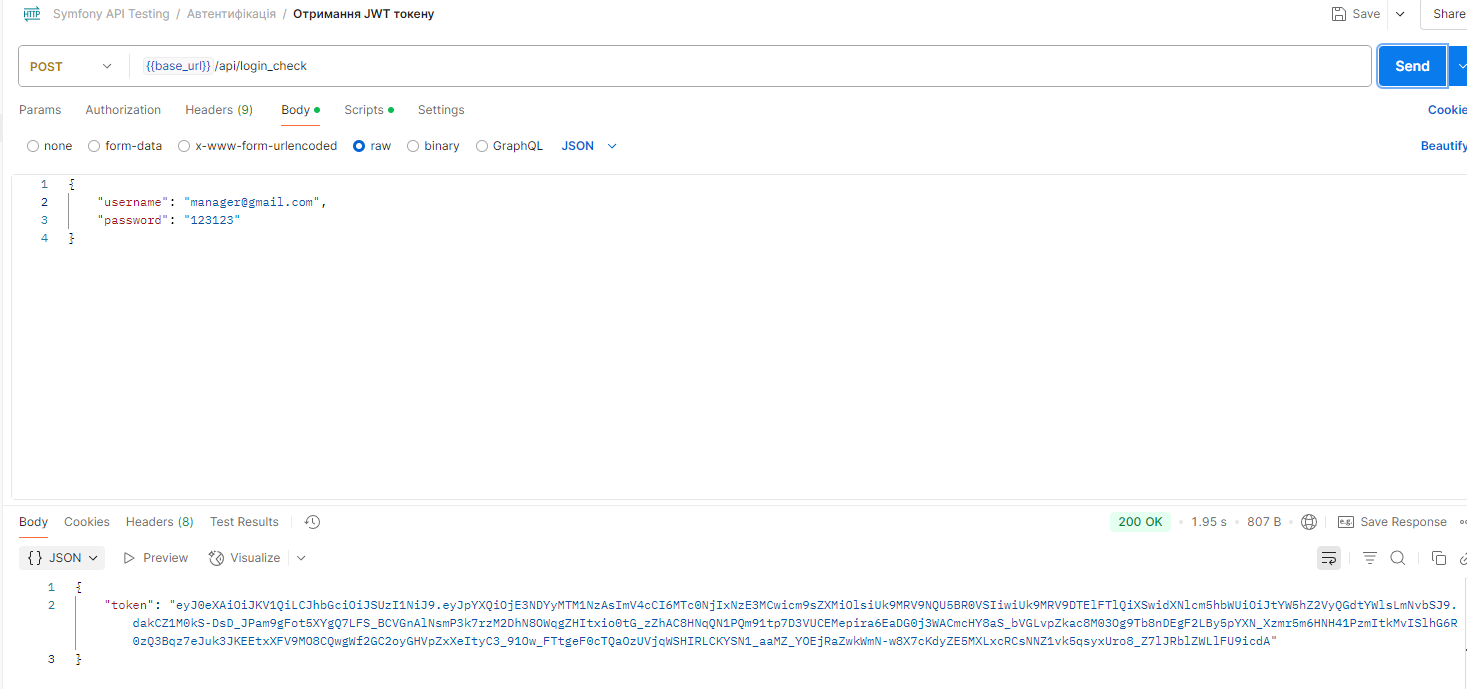 HTTP Symfony API Testing / Автентифікація / Отримання JWT токену Save Share
POST {{base_url}}/api/login_check Send
Params Authorization Headers (9) Body Scripts Settings Cookie
none form-data x-www-form-urlencoded raw binary GraphQL JSON Beautify
1 {
2 "username": "manager@gmail.com",
3 "password": "123123"
4 }
Body Cookies Headers (8) Test Results 200 OK 1.95 s 807 B e.g. Save Response
{} JSON Preview Visualize
1 {
2 "token": "eyJ0eXAiOiJKV1QiLCJhbGciOiJSUzI1NiJ9.eyJpYXQiOjE3NDYyMTM1NzAsImV4cCI6MTc0NjIxNzE3MCwicm9sZXMiOlsiUk9MRV9NQU5BR0VSIiwiUk9MRV9DTElFTlQiXSwidXNlcm5hbWUiOiJtYW5hZ2VyQGdtYWlsLmNvbSJ9.
dakCZ1M0kS-DsD_JPam9gFot5XYgQ7LFS_BCVGnAlNsmP3k7rzM2DhN8OWqgZHItxio0tG_zZhAC8HNqQN1PQm91tp7D3VUCEMepira6EaDG0j3WACmcHY8aS_bVGLvpZkac8M03Og9Tb8nDEgF2LBy5pYXN_Xzmr5m6HNH41PzmItkMvISlhG6R
0zQ3Bqz7eJuk3JKEEtxXFV9MO8CQwgWf2GC2oyGHVpZxXeItyC3_91Ow_FTtgeF0cTQaOzUVjqWSHIRLCKYSN1_aaMZ_YOEjRaZwkWmN-w8X7cKdyZE5MXLxcRCsNNZ1vk5qsyxUro8_Z7lJRblZWLlFU9icdA"
3 }